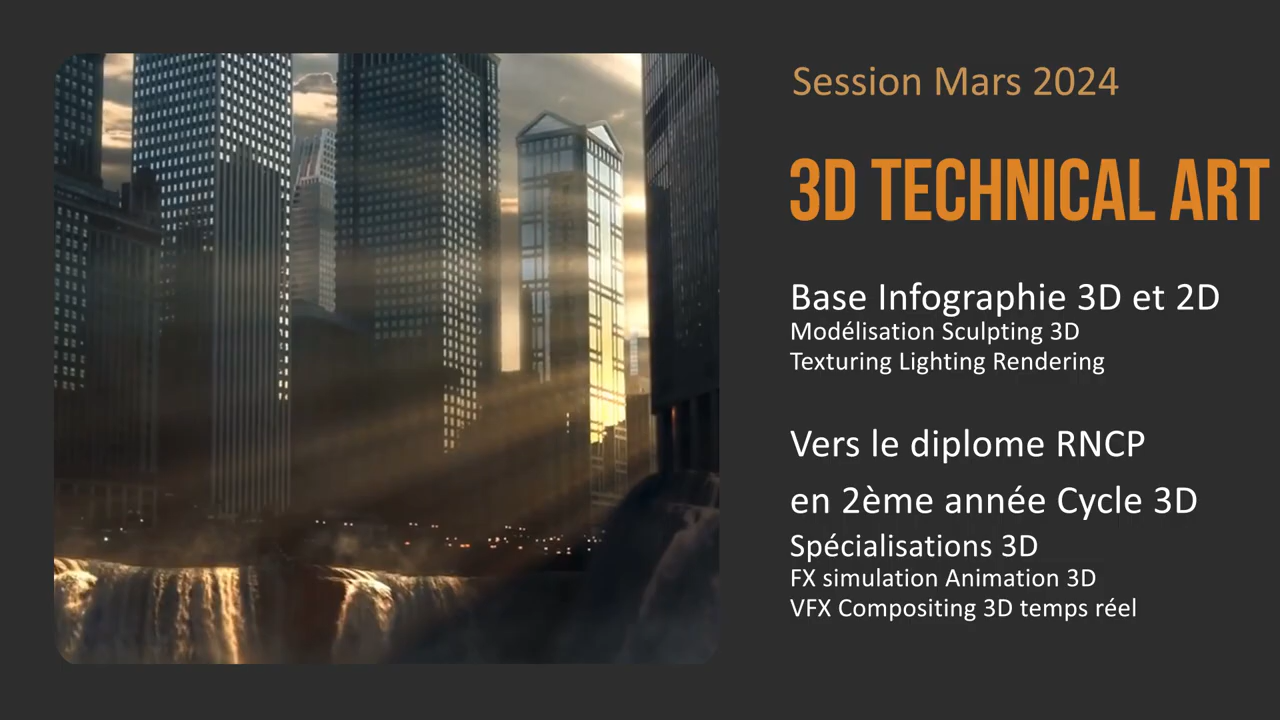 Session Mars 2024
3D TECHNICAL ART
Base Infographie 3D et 2D
Modélisation Sculpting 3D
Texturing Lighting Rendering
Vers le diplome RNCP
en 2ème année Cycle 3D
Spécialisations 3D
FX simulation Animation 3D
VFX Compositing 3D temps réel